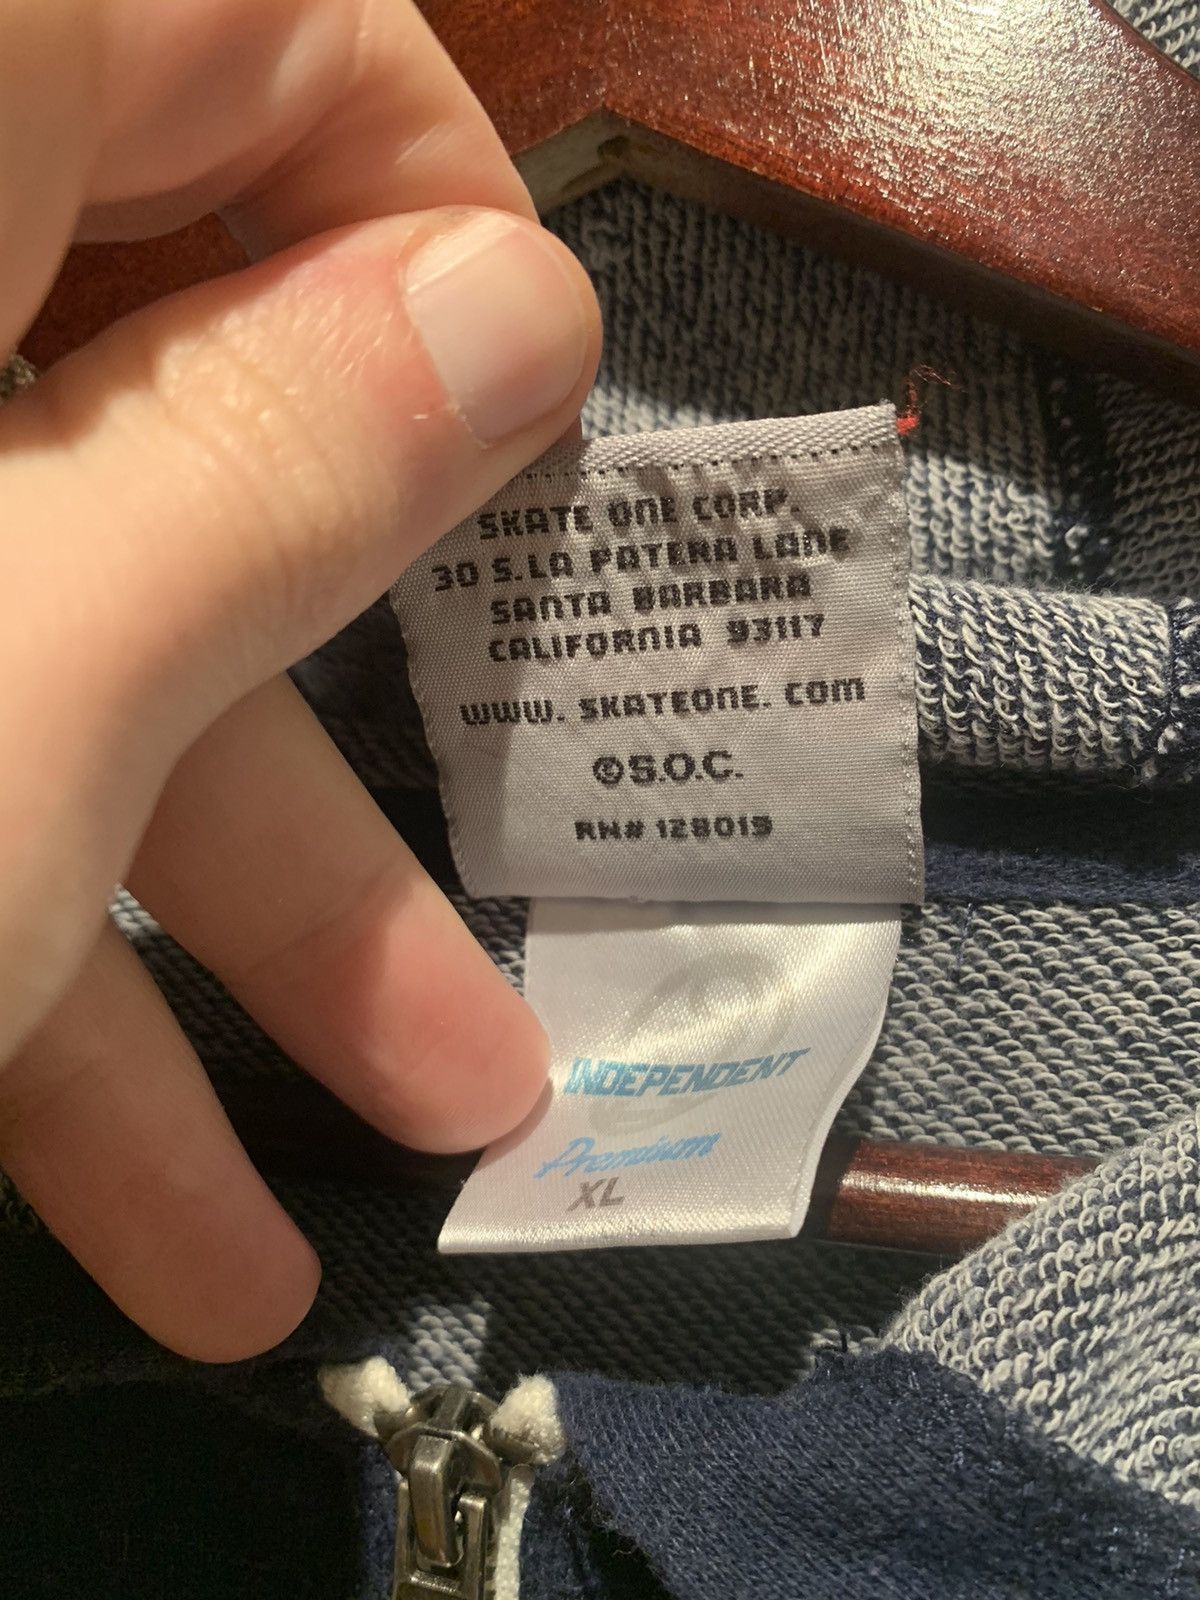 SKATE ONE CORP.
30 S. LA PATERA LANE
SANTA BARBARA
CALIFORNIA 93117
WWW. SKATEONE. COM
©S.O.C.
RN# 128019
INDEPENDENT
Premium
XL